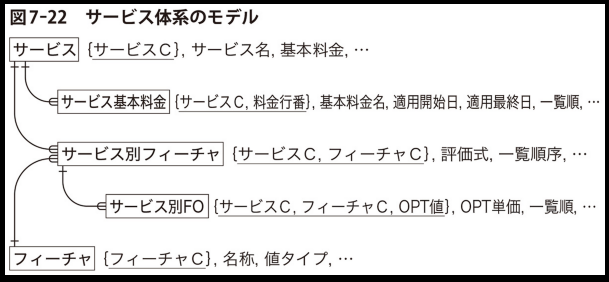 図7-22 サービス体系のモデル
サービス {サービスC}, サービス名, 基本料金, …
サービス基本料金 {サービスC, 料金行番}, 基本料金名, 適用開始日, 適用最終日, 一覧順, …
サービス別フィーチャ {サービスC, フィーチャC}, 評価式, 一覧順序, …
サービス別FO {サービスC, フィーチャC, OPT値}, OPT単価, 一覧順, …
フィーチャ {フィーチャC}, 名称, 値タイプ, …